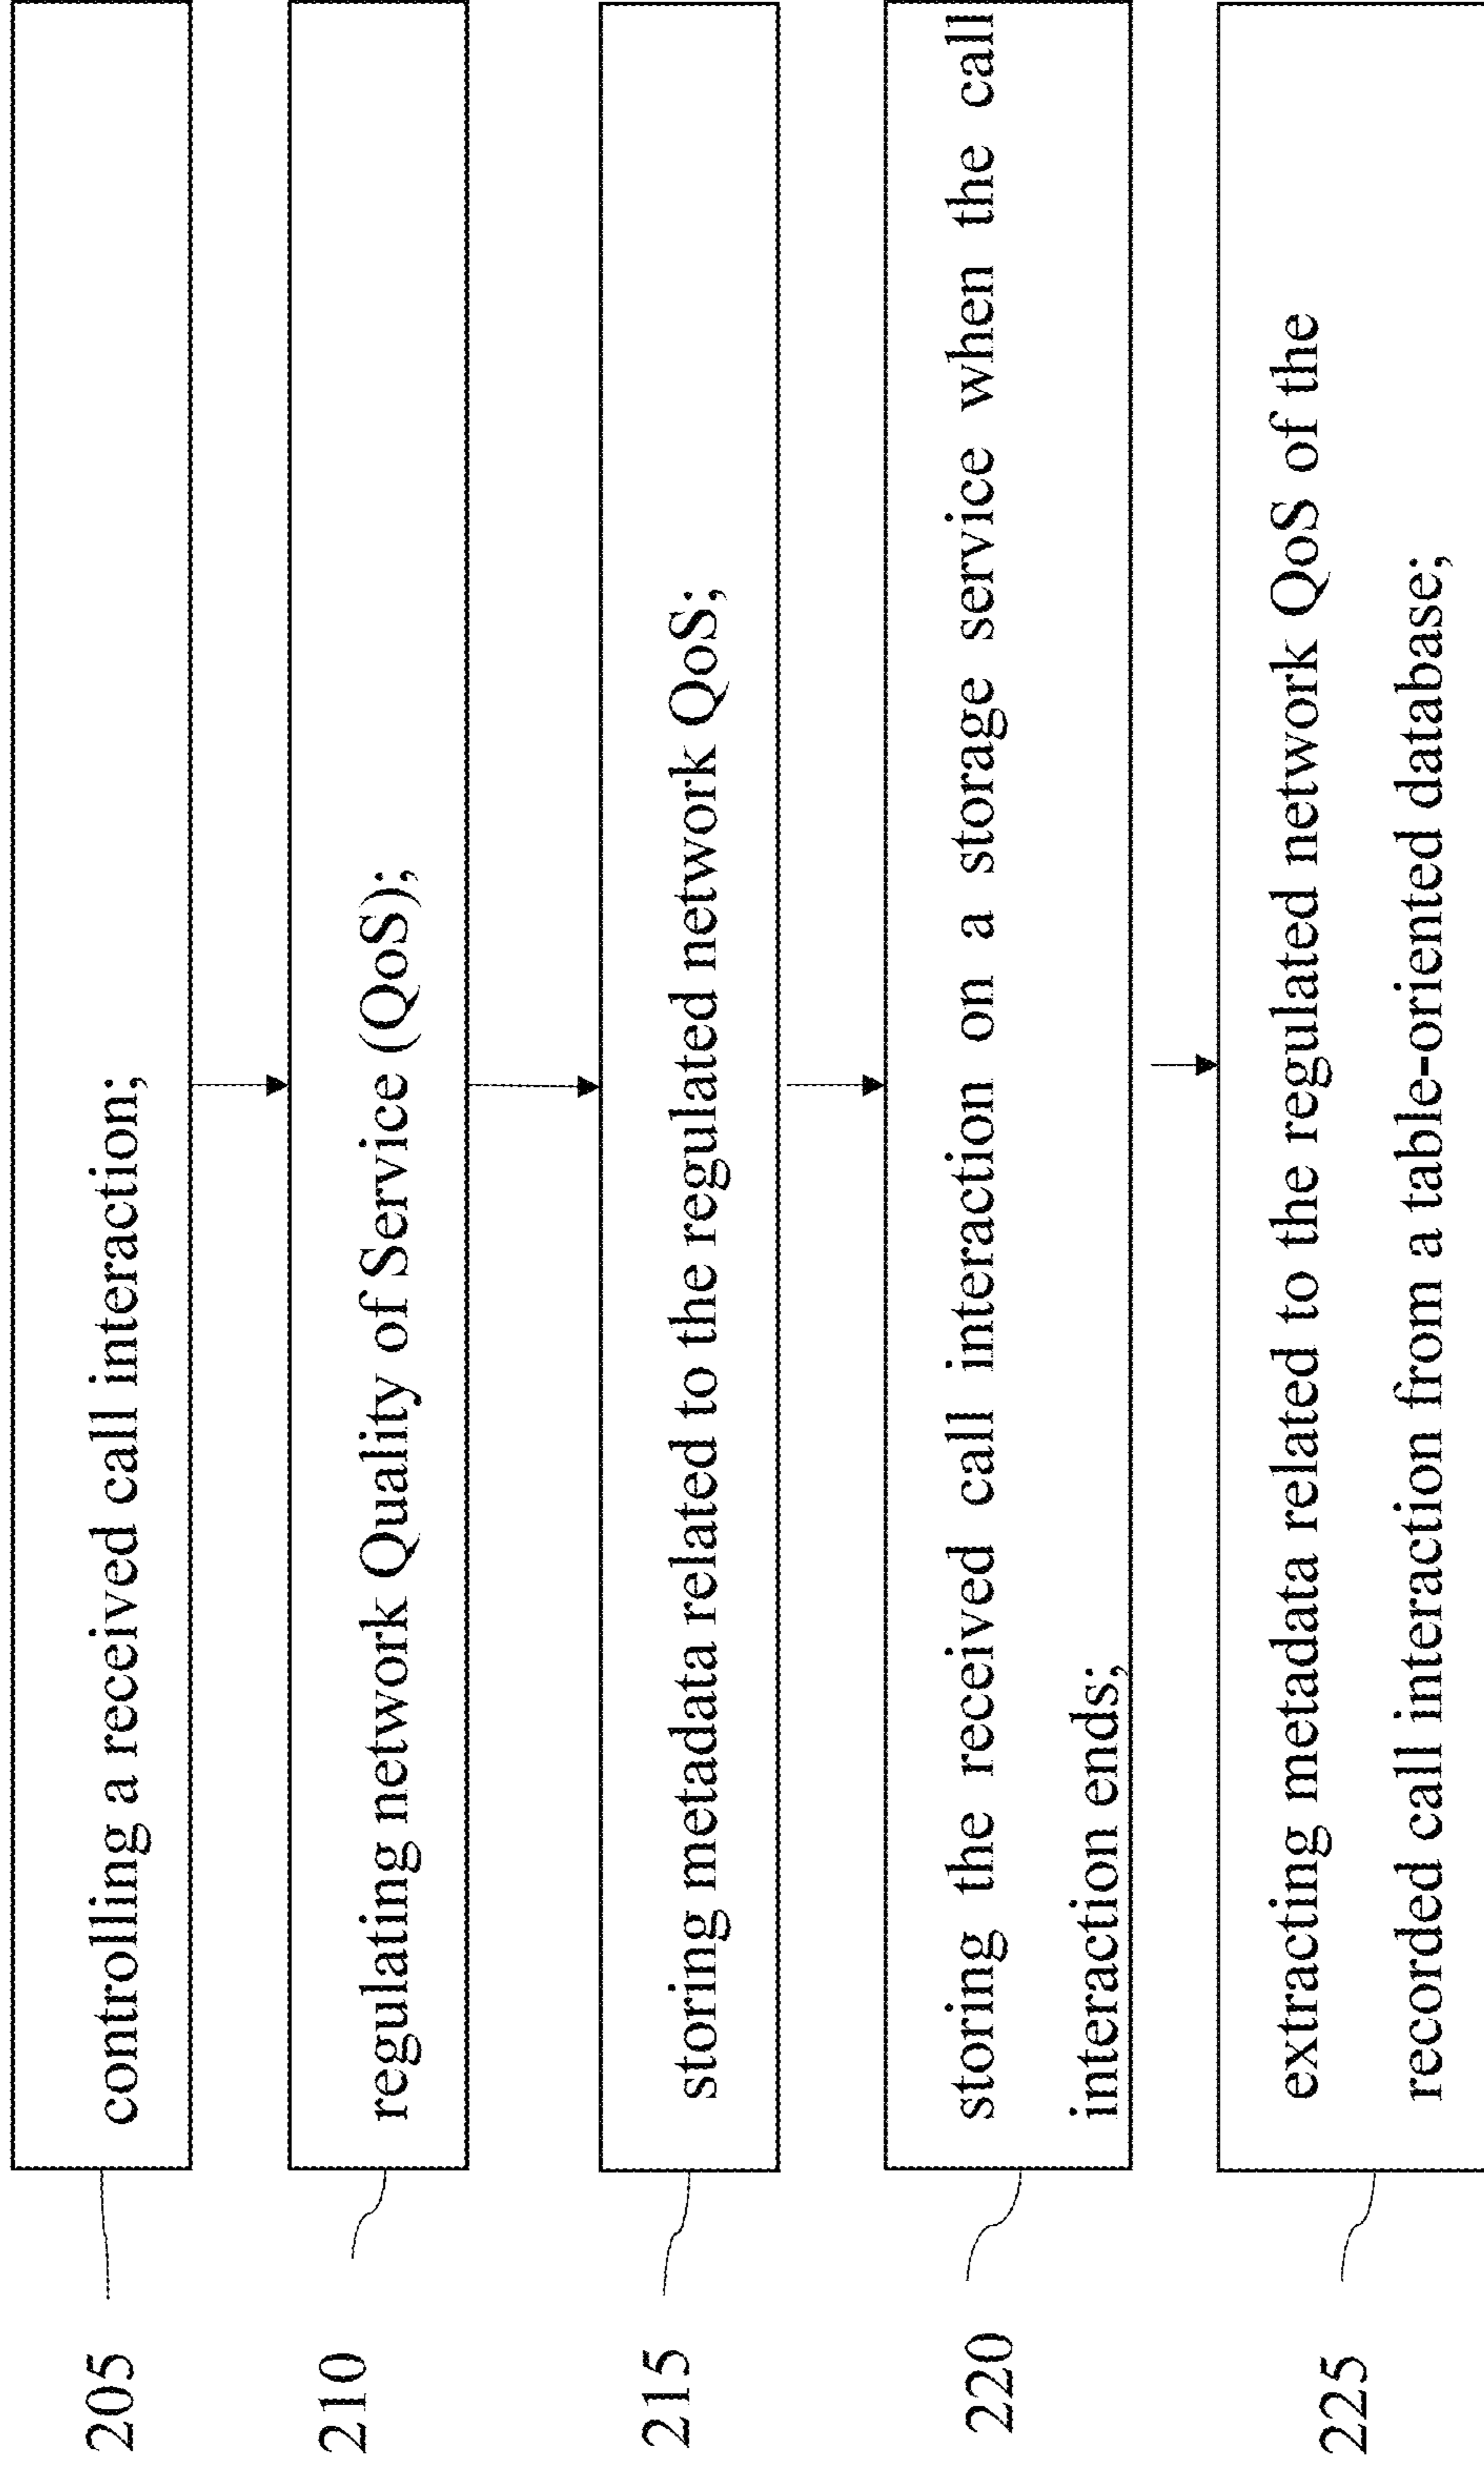 205
controlling a received call interaction;
210
regulating network Quality of Service (QoS);
215
storing metadata related to the regulated network QoS;
220
storing the received call interaction on a storage service when the call
interaction ends;
225
extracting metadata related to the regulated network QoS of the
recorded call interaction from a table-oriented database;